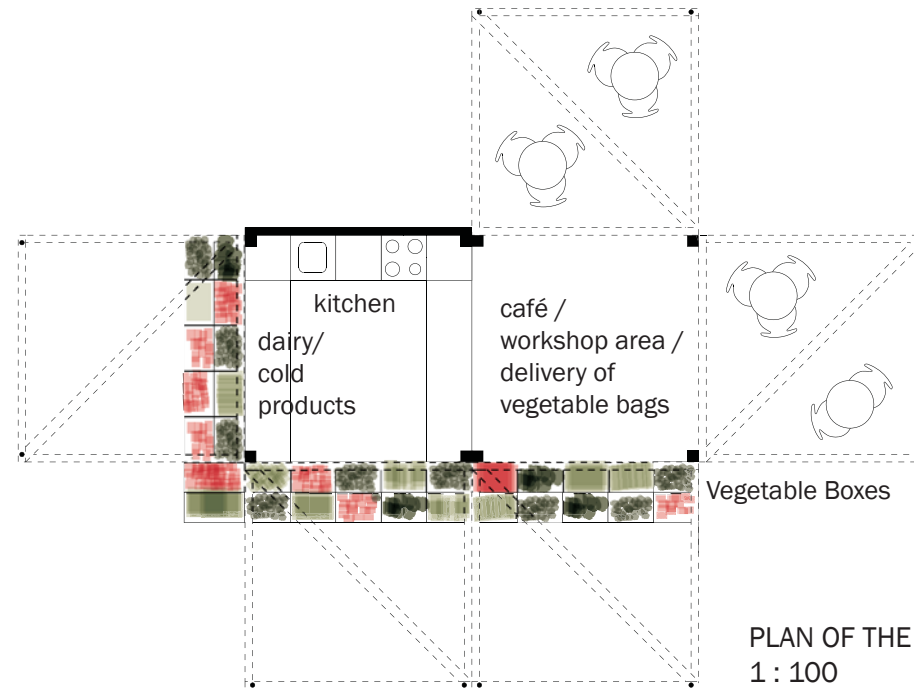 kitchen
dairy/
cold
products
café /
workshop area /
delivery of
vegetable bags
Vegetable Boxes
PLAN OF THE
1 : 100